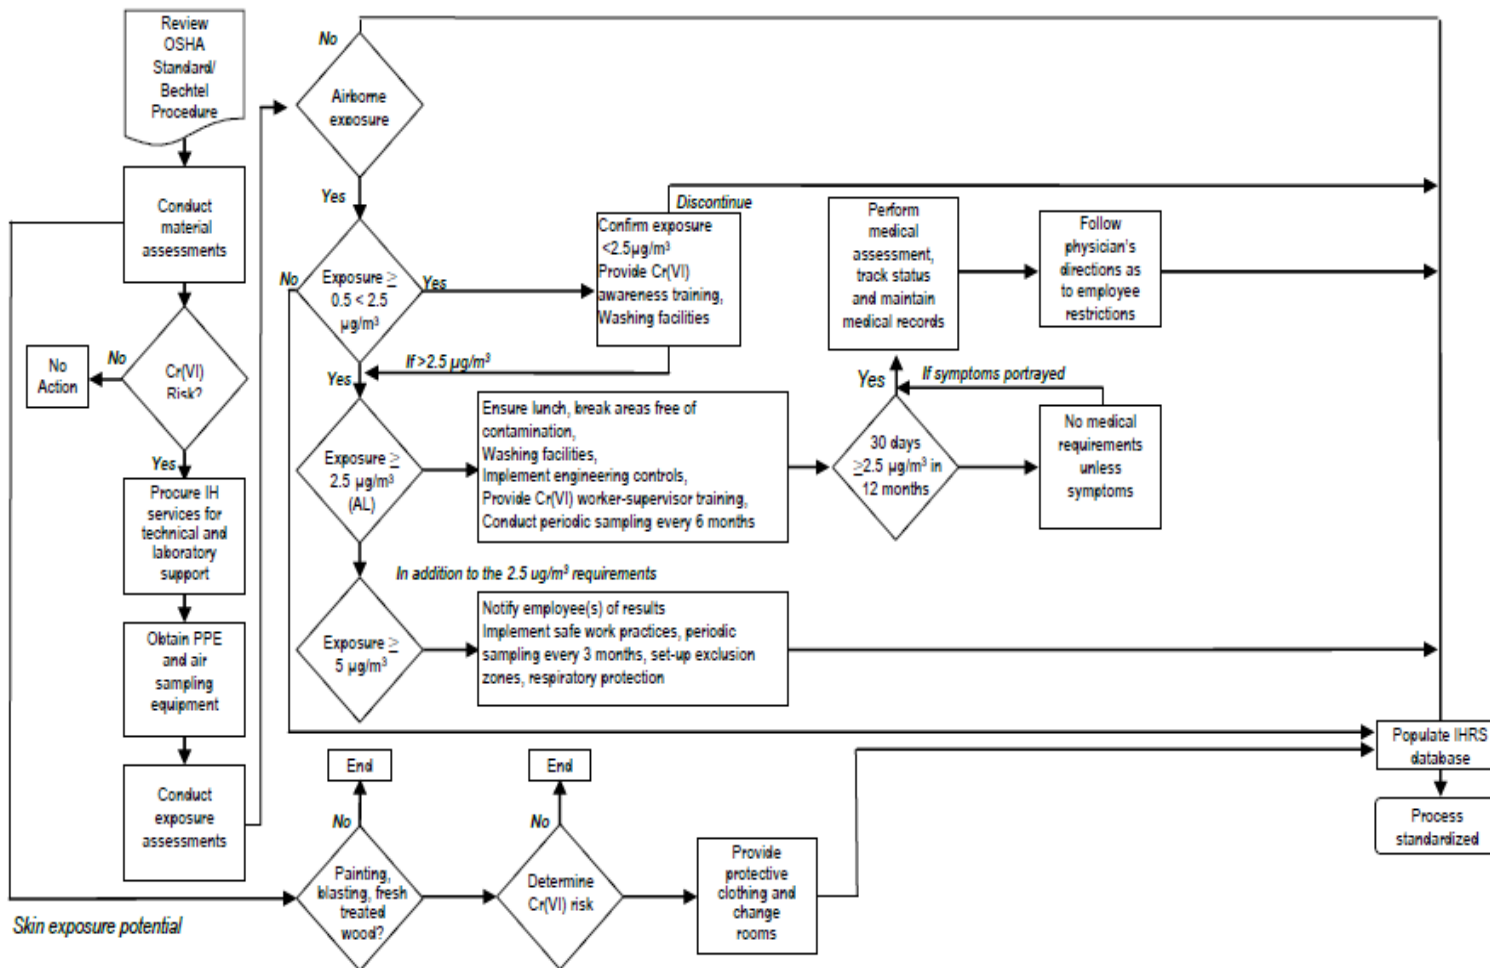 Review
OSHA
Standard/
Bechtel
Procedure
Conduct
material
assessments
Cr(VI)
Risk?
No
No
Action
Yes
Procure IH
services for
technical and
laboratory
support
Obtain PPE
and air
sampling
equipment
Conduct
exposure
assessments
Skin exposure potential
No
Airborne
exposure
Yes
No
Exposure ≥
0.5 < 2.5
µg/m³
Yes
Discontinue
Confirm exposure
<2.5µg/m³
Provide Cr(VI)
awareness training,
Washing facilities
If >2.5 µg/m³
Yes
Exposure ≥
2.5 µg/m³
(AL)
Ensure lunch, break areas free of
contamination,
Washing facilities,
Implement engineering controls,
Provide Cr(VI) worker-supervisor training,
Conduct periodic sampling every 6 months
30 days
≥2.5 µg/m³ in
12 months
Yes
If symptoms portrayed
No medical
requirements
unless
symptoms
Perform
medical
assessment,
track status
and maintain
medical records
Follow
physician's
directions as
to employee
restrictions
In addition to the 2.5 ug/m³ requirements
Exposure ≥
5 µg/m³
Notify employee(s) of results
Implement safe work practices, periodic
sampling every 3 months, set-up exclusion
zones, respiratory protection
End
No
Painting,
blasting, fresh
treated
wood?
End
No
Determine
Cr(VI) risk
Provide
protective
clothing and
change
rooms
Populate IHRS
database
Process
standardized